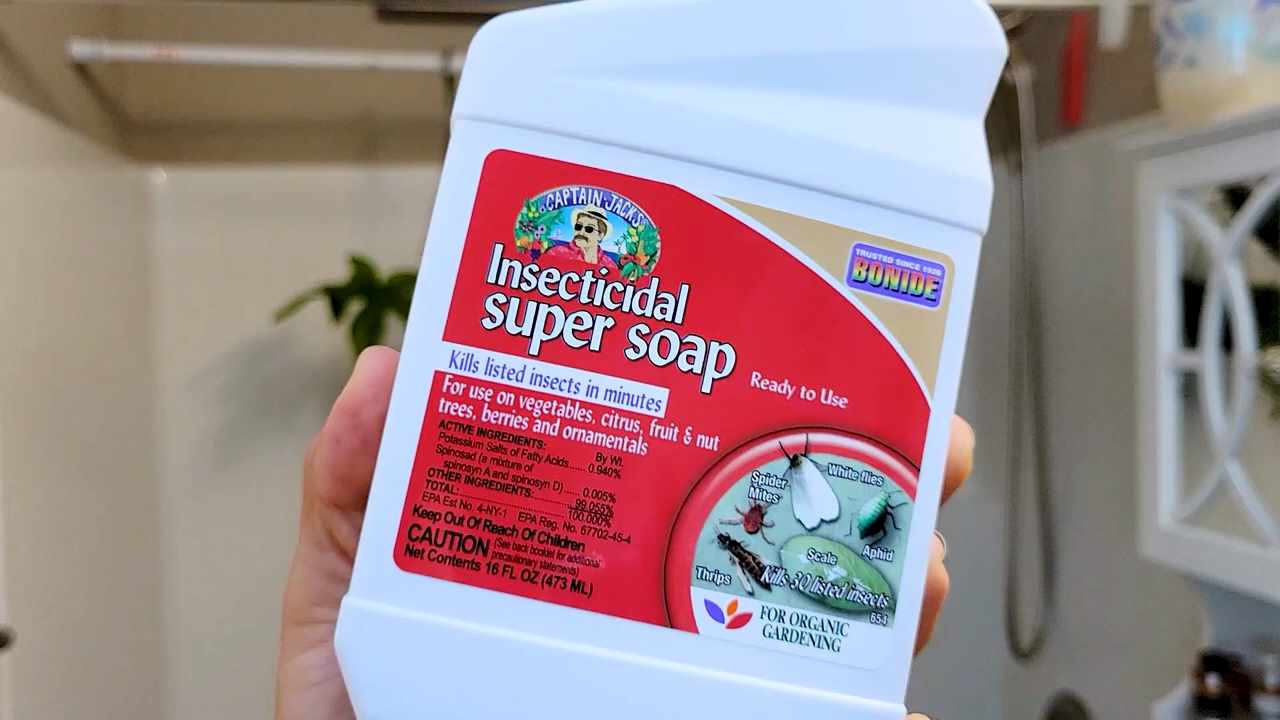 CAPTAIN JACK'S
TRUSTED SINCE 1926
BONIDE
Insecticidal
super soap
Ready to Use
Kills listed insects in minutes
For use on vegetables, citrus, fruit & nut
trees, berries and ornamentals
ACTIVE INGREDIENTS: By Wt.
Potassium Salts of Fatty Acids...... 0.940%
Spinosad (a mixture of
spinosyn A and spinosyn D) .... 0.005%
OTHER INGREDIENTS: 99.055%
TOTAL: 100.000%
EPA Est No. 4-NY-1 EPA Reg. No. 67702-45-4
Keep Out Of Reach Of Children
CAUTION (See back booklet for additional
precautionary statements)
Net Contents 16 FL OZ (473 ML)
White flies
Spider
Mites
Aphid
Scale
Thrips
Kills 30 listed insects
654
FOR ORGANIC
GARDENING